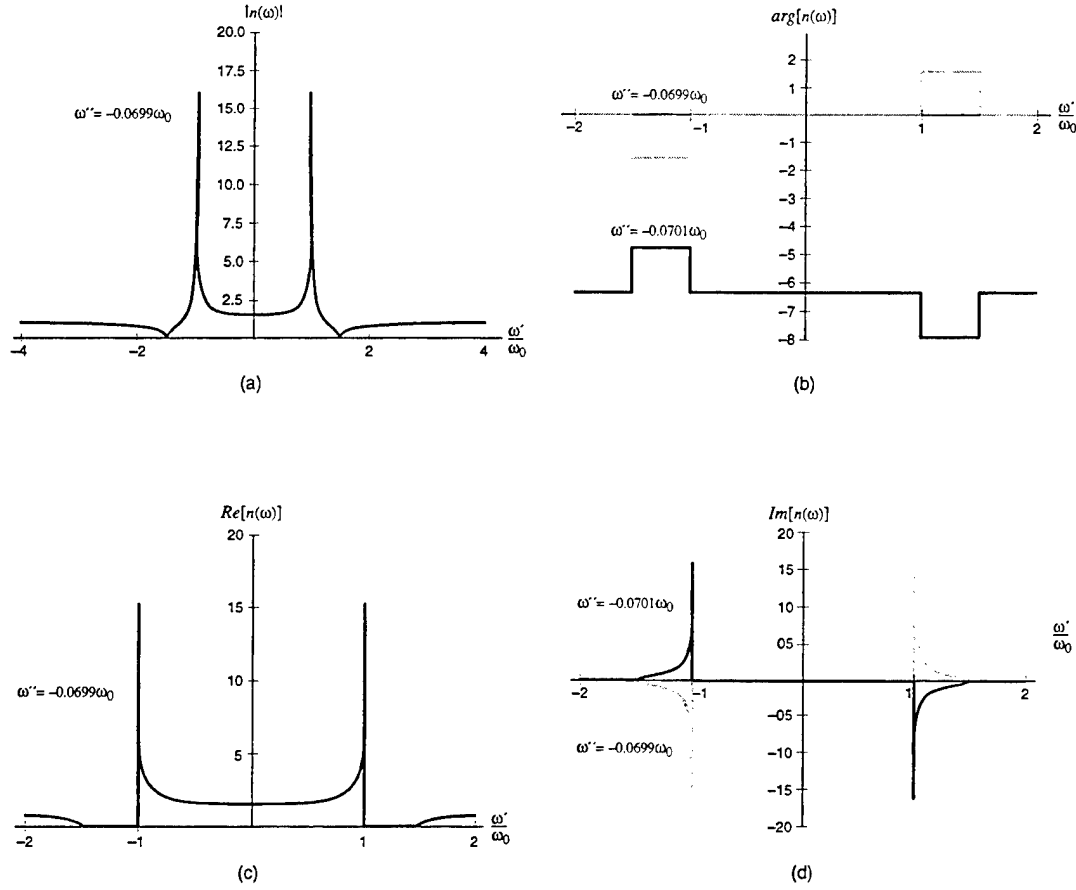 |n(ω)|
20.0
17.5
15.0
12.5
10.0
7.5
5.0
2.5
ω´´= −0.0699ω0
−4
−2
2
4
ω´
ω0
(a)
arg[n(ω)]
2
1
−1
−2
−3
−4
−5
−6
−7
−8
ω´´= −0.0699ω0
ω´´= −0.0701ω0
−2
−1
1
2
ω´
ω0
(b)
Re[n(ω)]
20
15
10
5
ω´´= −0.0699ω0
−2
−1
1
2
ω´
ω0
(c)
Im[n(ω)]
20
15
10
05
−05
−10
−15
−20
ω´´= −0.0701ω0
ω´´= −0.0699ω0
−2
−1
1
2
ω´
ω0
(d)